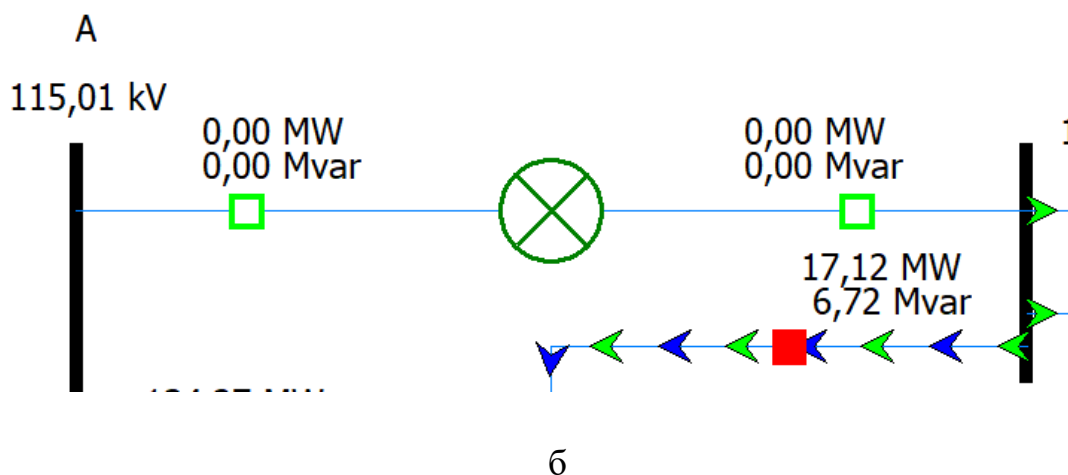 A
115,01 kV
0,00 MW
0,00 Mvar
0,00 MW
0,00 Mvar
17,12 MW
6,72 Mvar
б